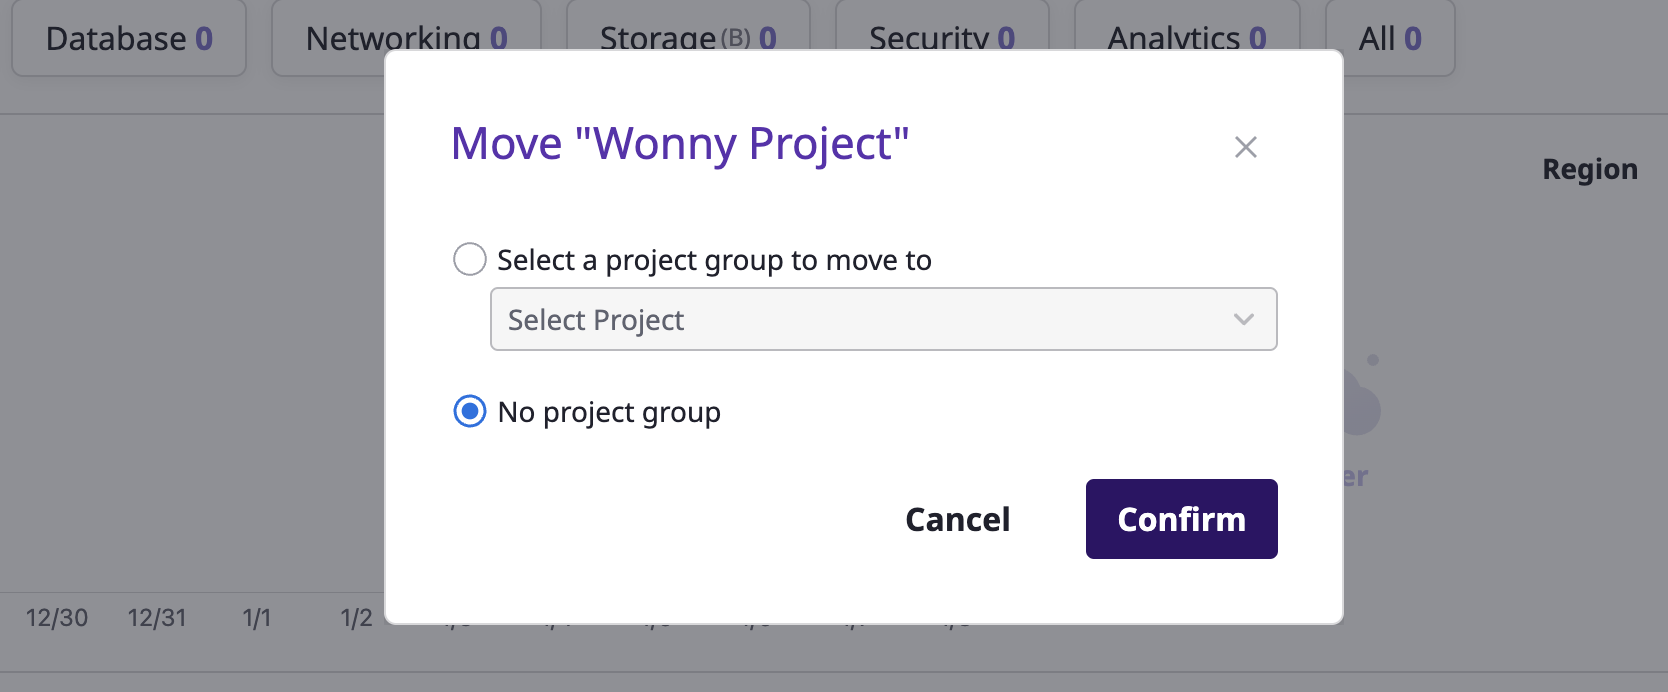 Database 0
Networking 0
Storage (B) 0
Security 0
Analytics 0
All 0
Move "Wonny Project"
Region
Select a project group to move to
Select Project
No project group
Cancel
Confirm
12/30
12/31
1/1
1/2